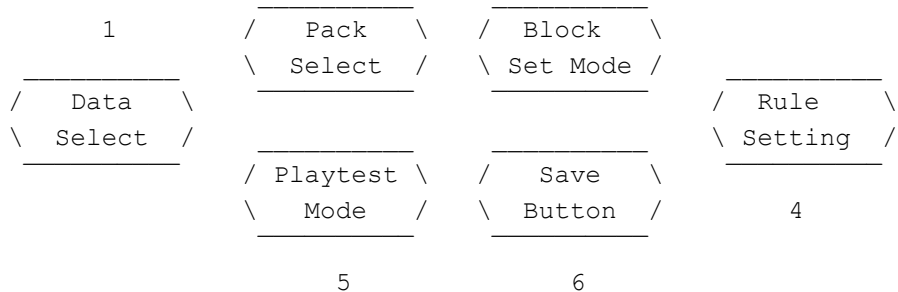 1
Pack
Select
Block
Set Mode
Data
Select
Rule
Setting
Playtest
Mode
Save
Button
4
5
6